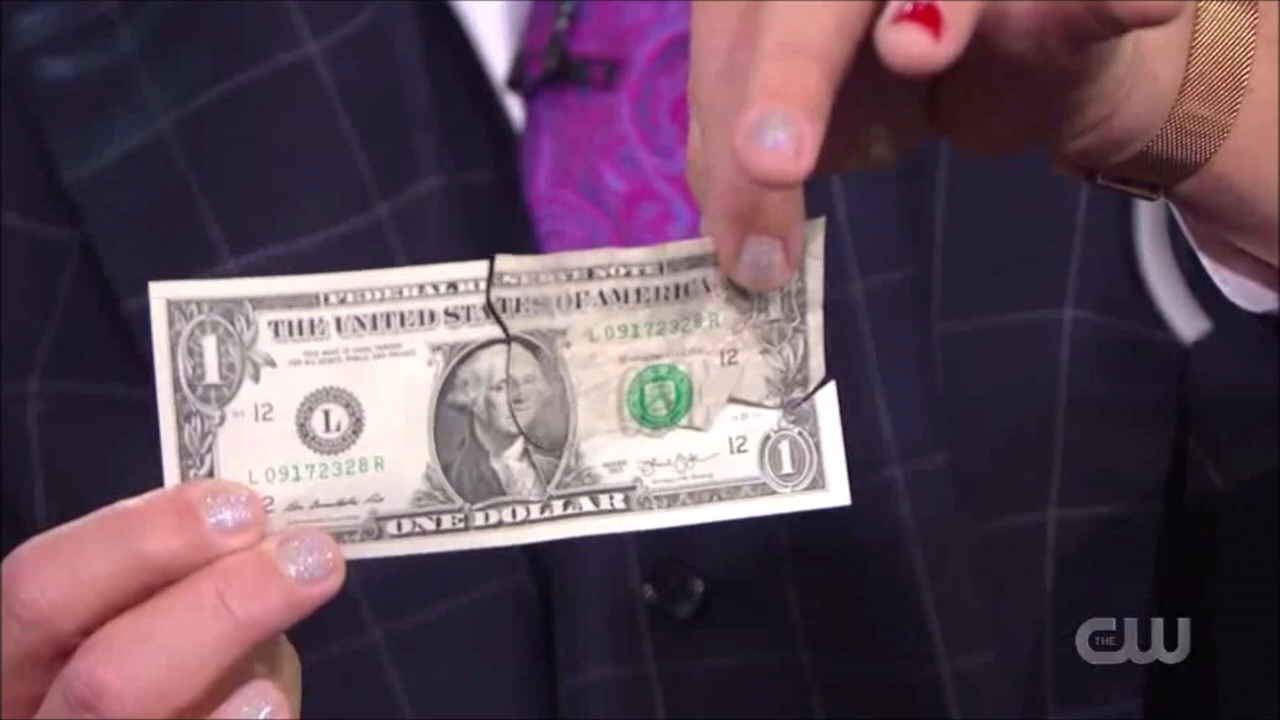 FEDERAL RESERVE NOTE
THE UNITED STATES OF AMERICA
L 09172328 R
1
12
12
L
12
L 09172328 R
1
ONE DOLLAR
THE CW